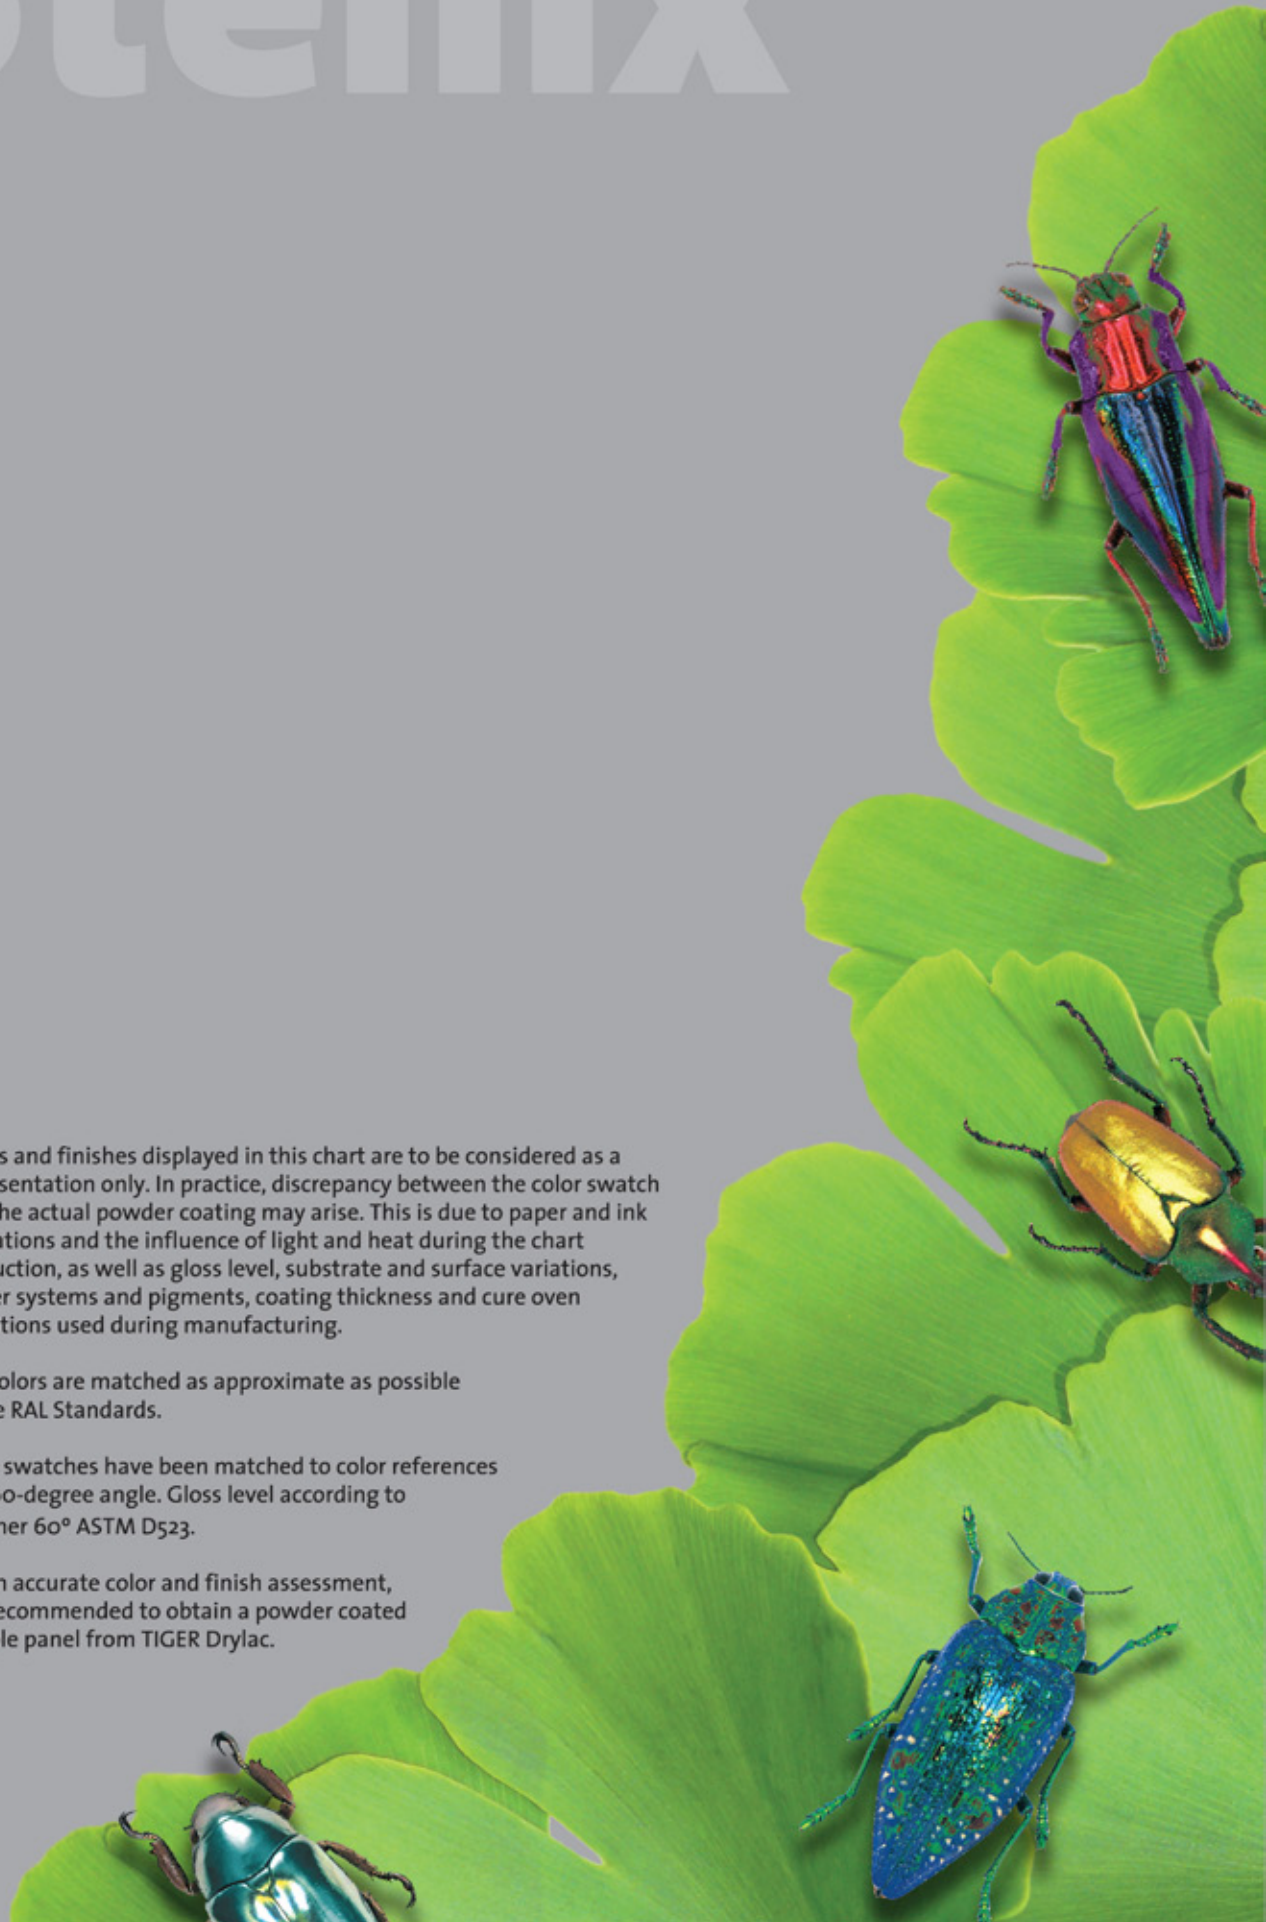 s and finishes displayed in this chart are to be considered as a
sentation only. In practice, discrepancy between the color swatch
he actual powder coating may arise. This is due to paper and ink
ations and the influence of light and heat during the chart
uction, as well as gloss level, substrate and surface variations,
er systems and pigments, coating thickness and cure oven
tions used during manufacturing.
olors are matched as approximate as possible
e RAL Standards.
swatches have been matched to color references
60-degree angle. Gloss level according to
ner 60° ASTM D523.
n accurate color and finish assessment,
ecommended to obtain a powder coated
le panel from TIGER Drylac.